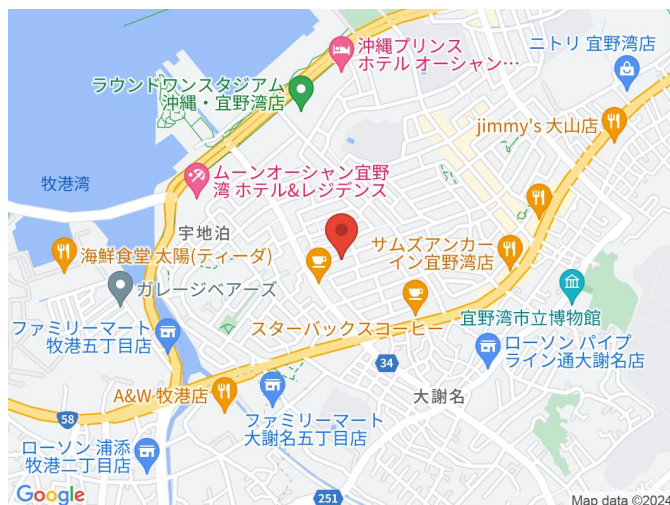 沖縄プリンス
ホテル オーシャン…
ニトリ 宜野湾店
ラウンドワンスタジアム
沖縄・宜野湾店
jimmy's 大山店
ムーンオーシャン宜野
湾 ホテル&レジデンス
牧港湾
宇地泊
海鮮食堂 太陽(ティーダ)
サムズアンカー
イン宜野湾店
ガレージベアーズ
スターバックスコーヒー
宜野湾市立博物館
ファミリーマート
牧港五丁目店
ローソン パイプ
ライン通大謝名店
34
A&W 牧港店
大謝名
58
ファミリーマート
大謝名五丁目店
ローソン 浦添
牧港二丁目店
251
Google
Map data ©2024